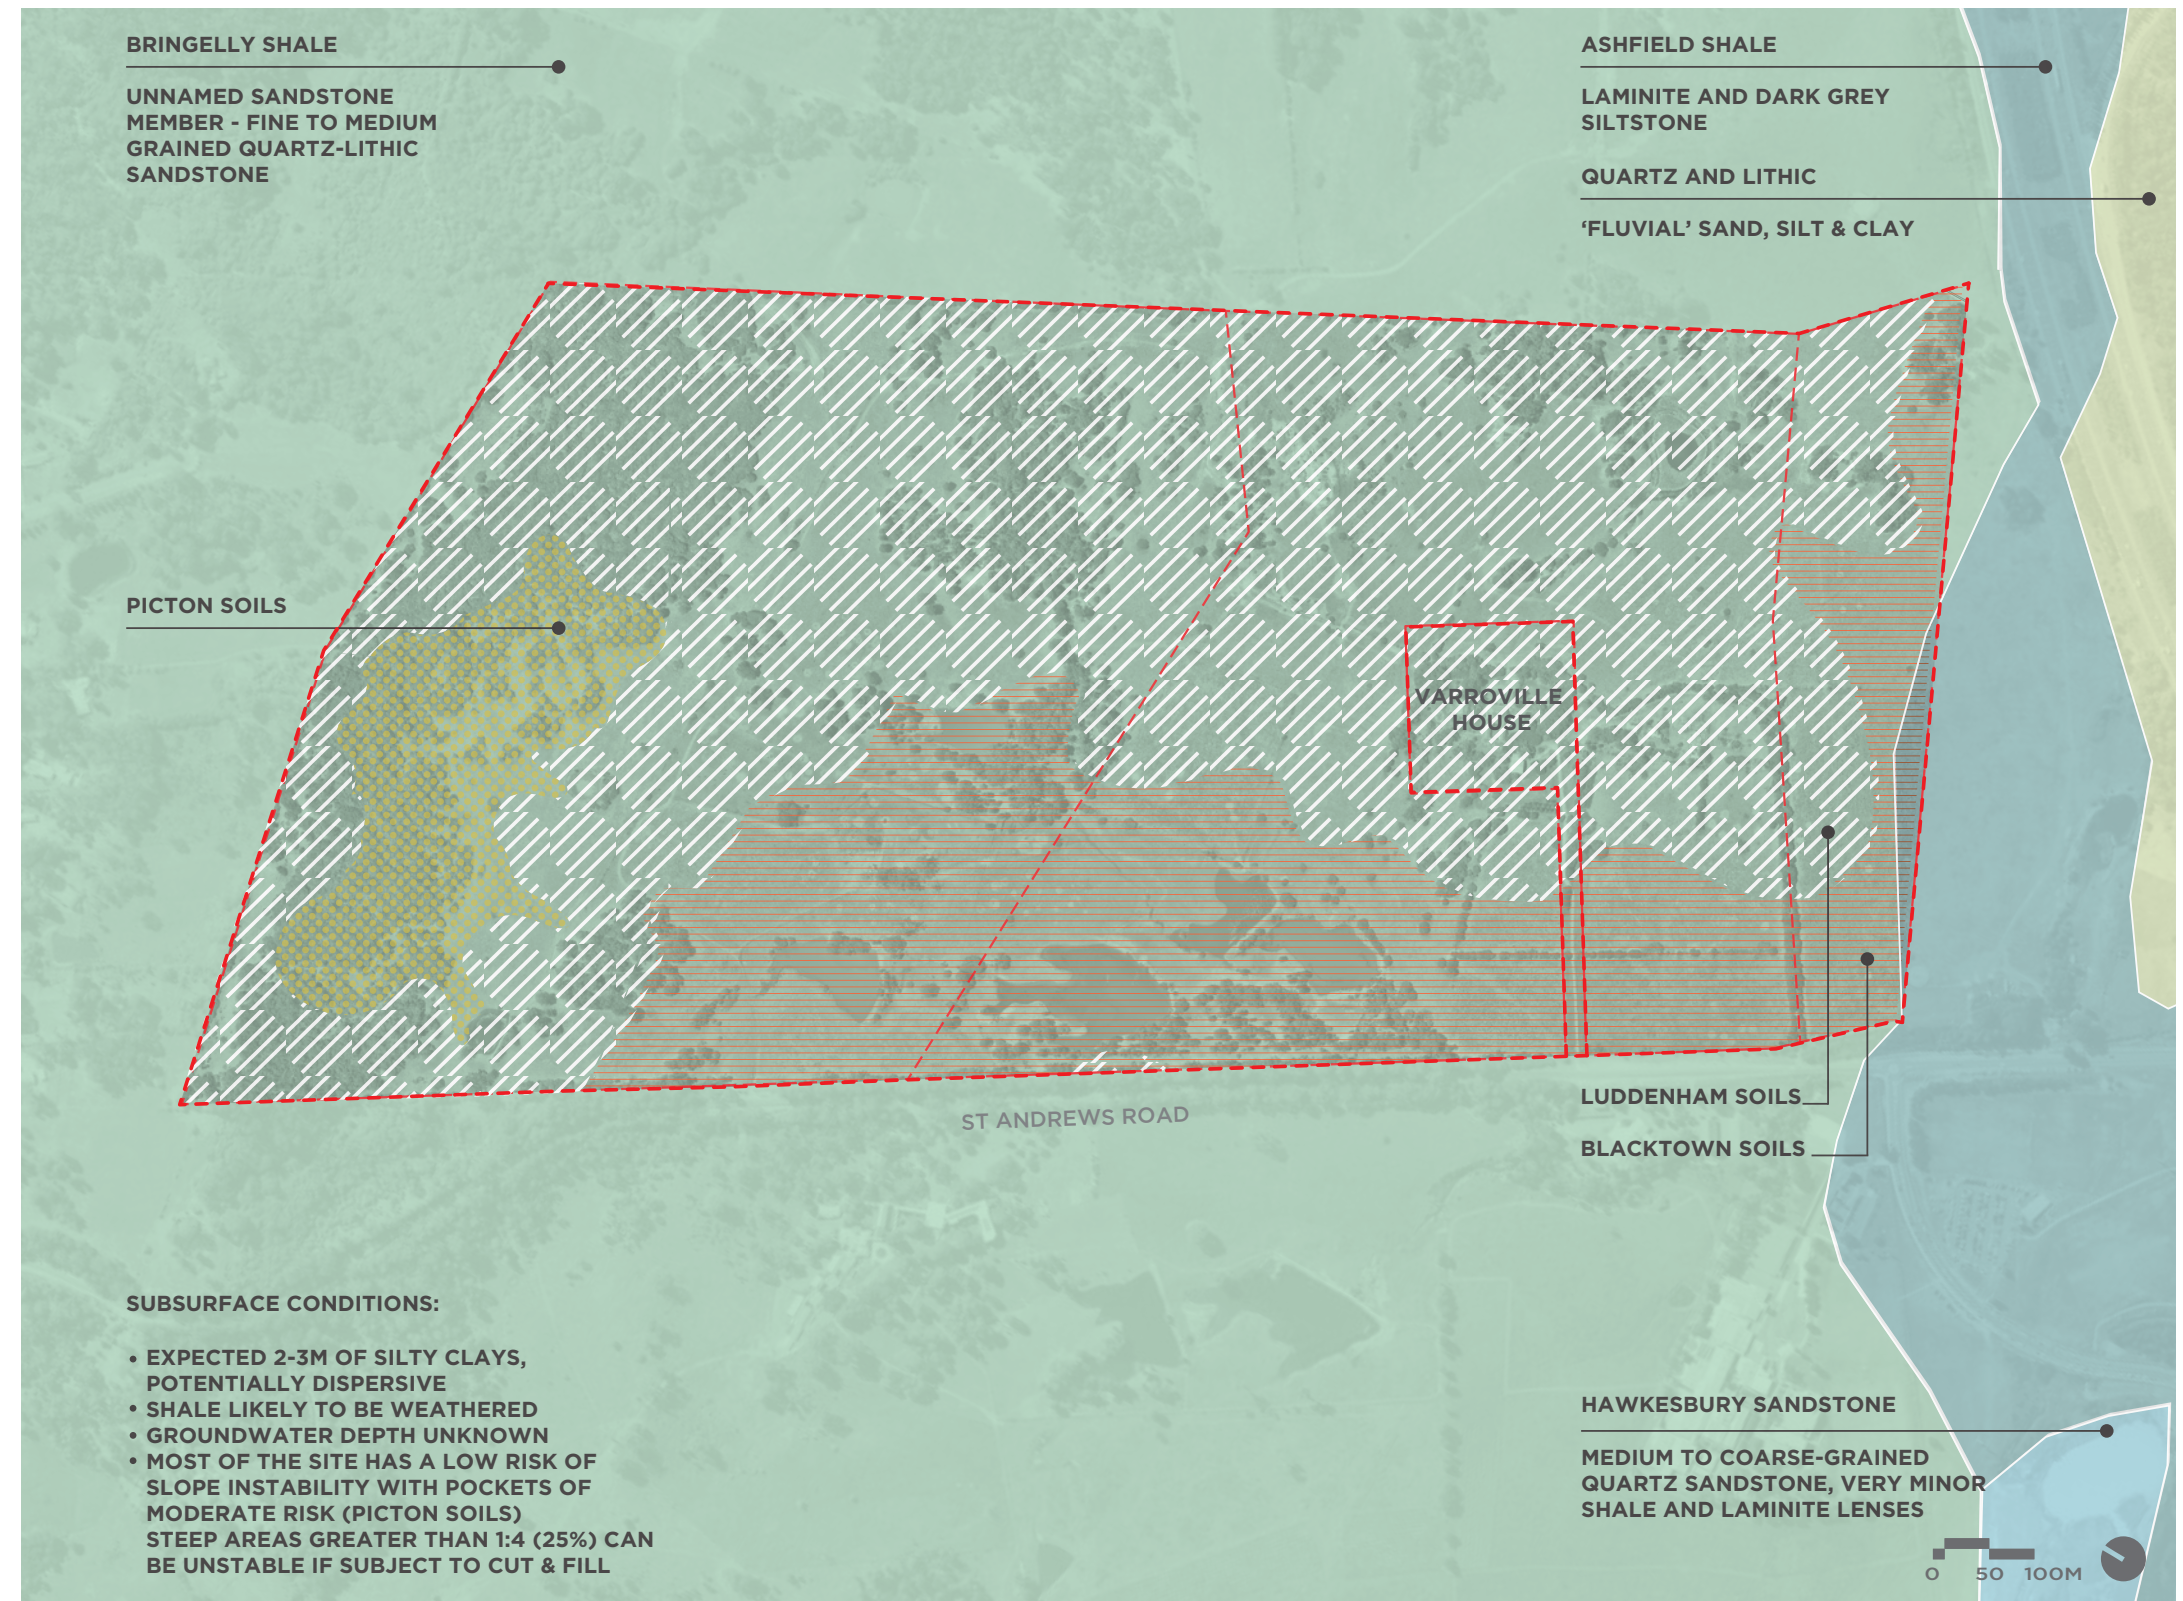 BRINGELLY SHALE
UNNAMED SANDSTONE
MEMBER - FINE TO MEDIUM
GRAINED QUARTZ-LITHIC
SANDSTONE
ASHFIELD SHALE
LAMINITE AND DARK GREY
SILTSTONE
QUARTZ AND LITHIC
‘FLUVIAL’ SAND, SILT & CLAY
PICTON SOILS
VARROVILLE
HOUSE
LUDDENHAM SOILS
BLACKTOWN SOILS
ST ANDREWS ROAD
SUBSURFACE CONDITIONS:
• EXPECTED 2-3M OF SILTY CLAYS,
POTENTIALLY DISPERSIVE
• SHALE LIKELY TO BE WEATHERED
• GROUNDWATER DEPTH UNKNOWN
• MOST OF THE SITE HAS A LOW RISK OF
SLOPE INSTABILITY WITH POCKETS OF
MODERATE RISK (PICTON SOILS)
STEEP AREAS GREATER THAN 1:4 (25%) CAN
BE UNSTABLE IF SUBJECT TO CUT & FILL
HAWKESBURY SANDSTONE
MEDIUM TO COARSE-GRAINED
QUARTZ SANDSTONE, VERY MINOR
SHALE AND LAMINITE LENSES
0 50 100M